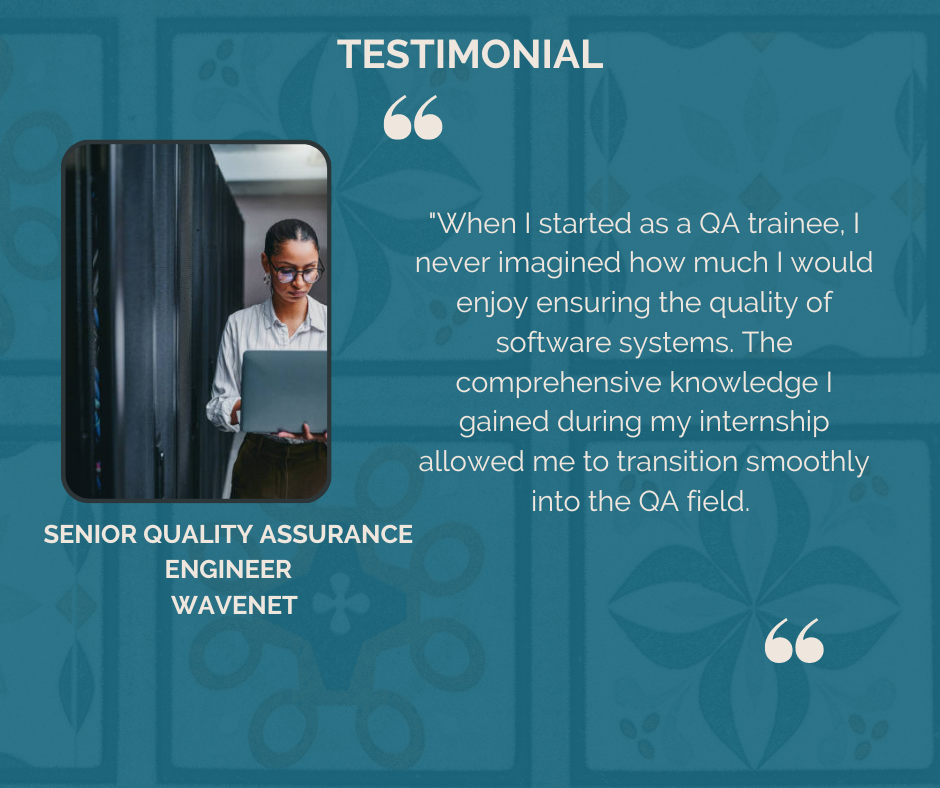 TESTIMONIAL
“
"When I started as a QA trainee, I
never imagined how much I would
enjoy ensuring the quality of
software systems. The
comprehensive knowledge I
gained during my internship
allowed me to transition smoothly
into the QA field.
SENIOR QUALITY ASSURANCE
ENGINEER
WAVENET
“